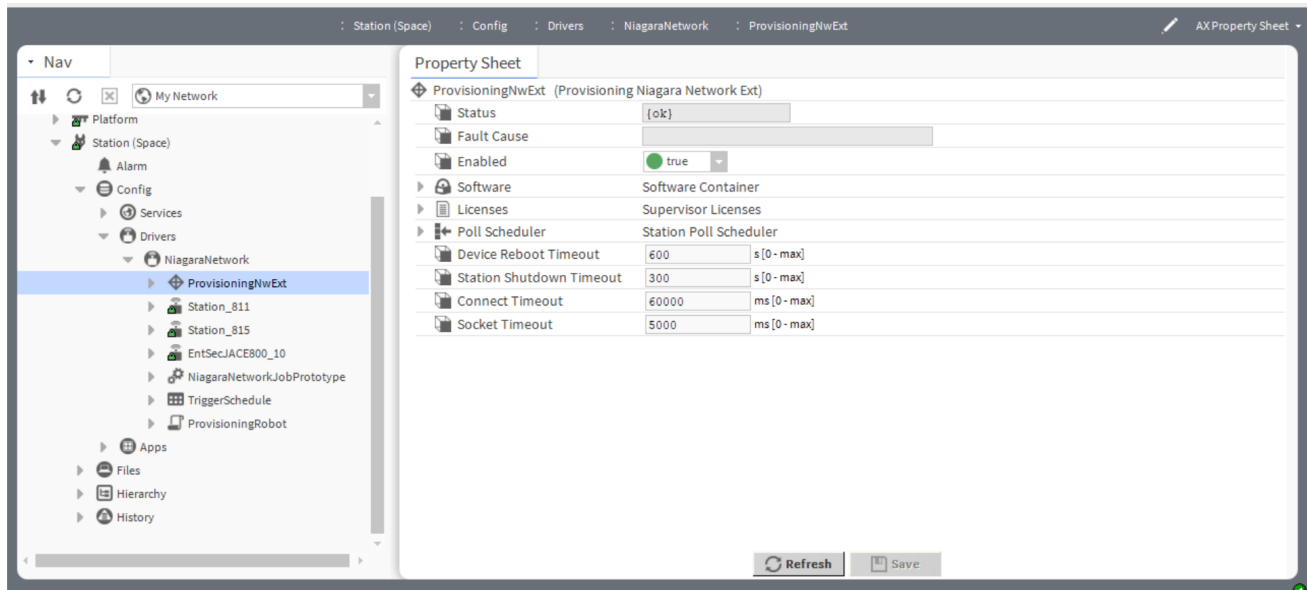 : Station (Space) : Config : Drivers : NiagaraNetwork : ProvisioningNwExt AX Property Sheet
Nav
My Network
Platform
Station (Space)
Alarm
Config
Services
Drivers
NiagaraNetwork
ProvisioningNwExt
Station_811
Station_815
EntSecJACE800_10
NiagaraNetworkJobPrototype
TriggerSchedule
ProvisioningRobot
Apps
Files
Hierarchy
History
Property Sheet
ProvisioningNwExt (Provisioning Niagara Network Ext)
Status {ok}
Fault Cause
Enabled true
Software Software Container
Licenses Supervisor Licenses
Poll Scheduler Station Poll Scheduler
Device Reboot Timeout 600 s [0 - max]
Station Shutdown Timeout 300 s [0 - max]
Connect Timeout 60000 ms [0 - max]
Socket Timeout 5000 ms [0 - max]
Refresh Save